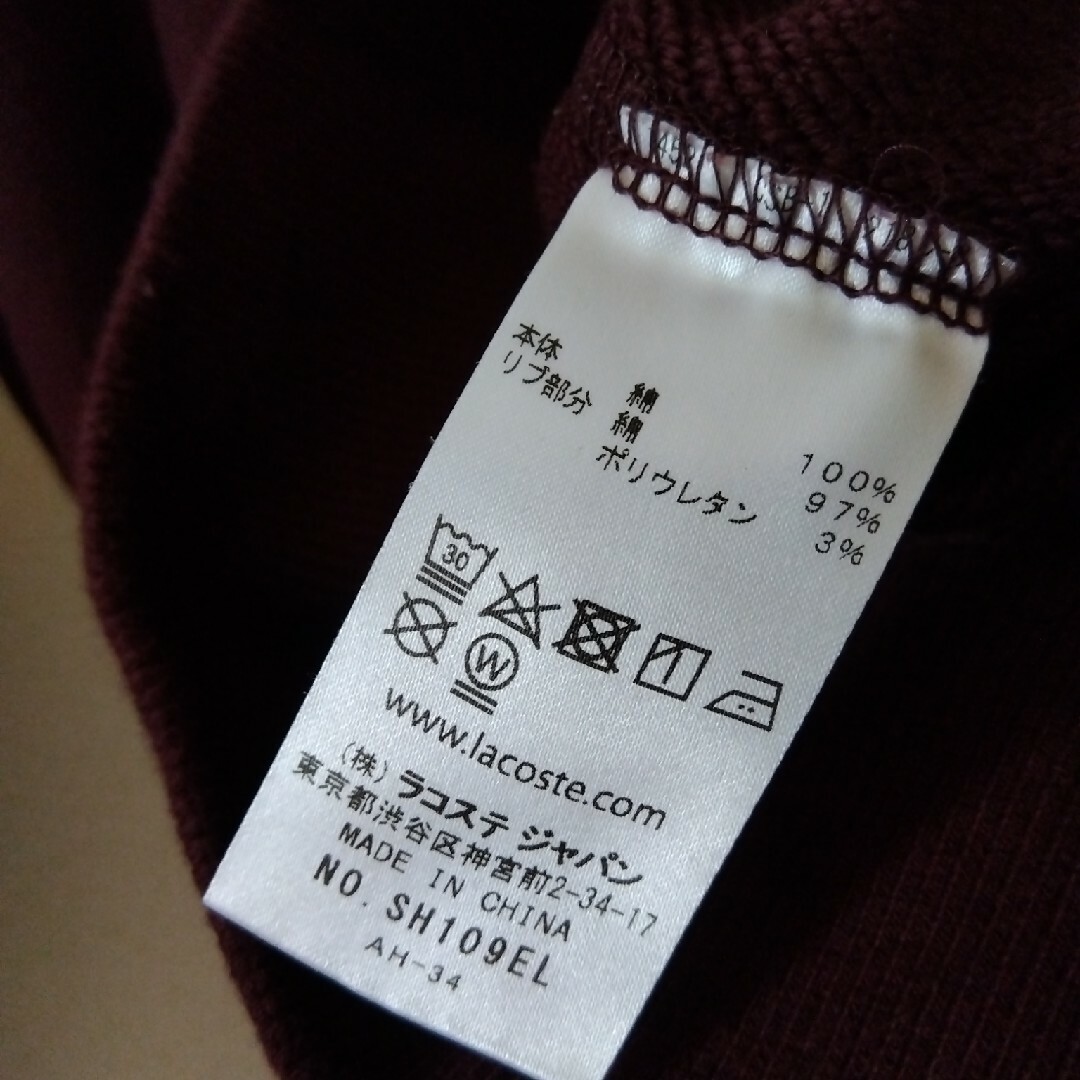 本体 綿 100%
リブ部分 綿 97%
ポリウレタン 3%
30
W
www.lacoste.com
(株) ラコステ ジャパン
東京都渋谷区神宮前2-34-17
MADE IN CHINA
NO. SH109EL
AH-34